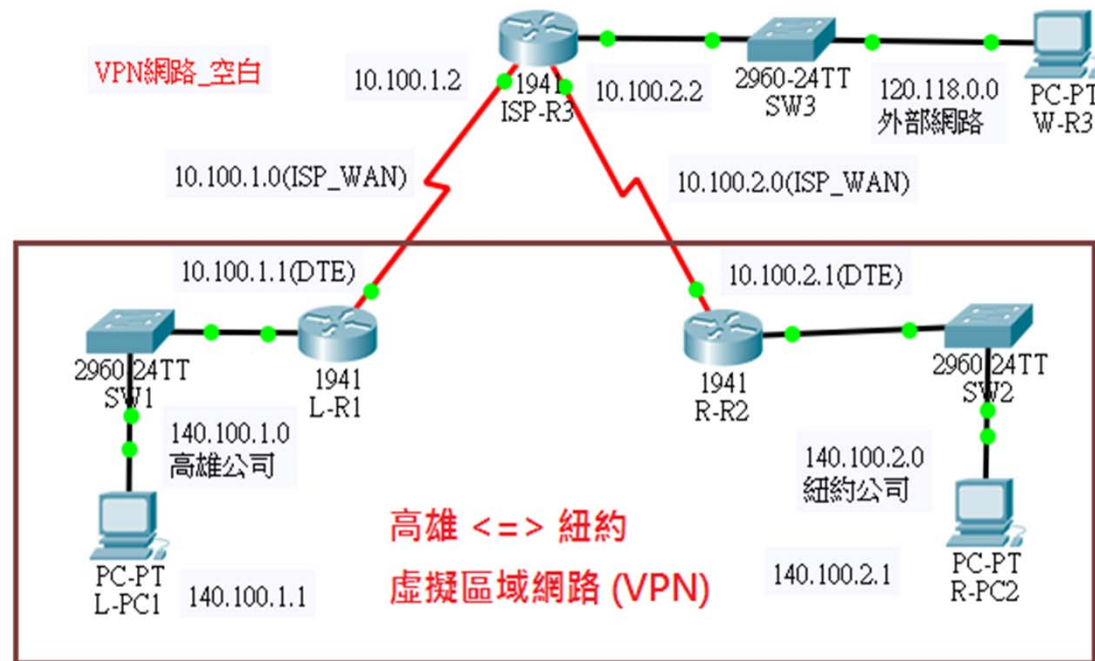 VPN網路_空白
10.100.1.2
1941
ISP-R3
10.100.2.2
2960-24TT
SW3
120.118.0.0
外部網路
PC-PT
W-R3
10.100.1.0(ISP_WAN)
10.100.2.0(ISP_WAN)
10.100.1.1(DTE)
10.100.2.1(DTE)
2960-24TT
SW1
1941
L-R1
1941
R-R2
2960-24TT
SW2
140.100.1.0
高雄公司
140.100.2.0
紐約公司
高雄 <=> 紐約
虛擬區域網路 (VPN)
PC-PT
L-PC1
140.100.1.1
140.100.2.1
PC-PT
R-PC2